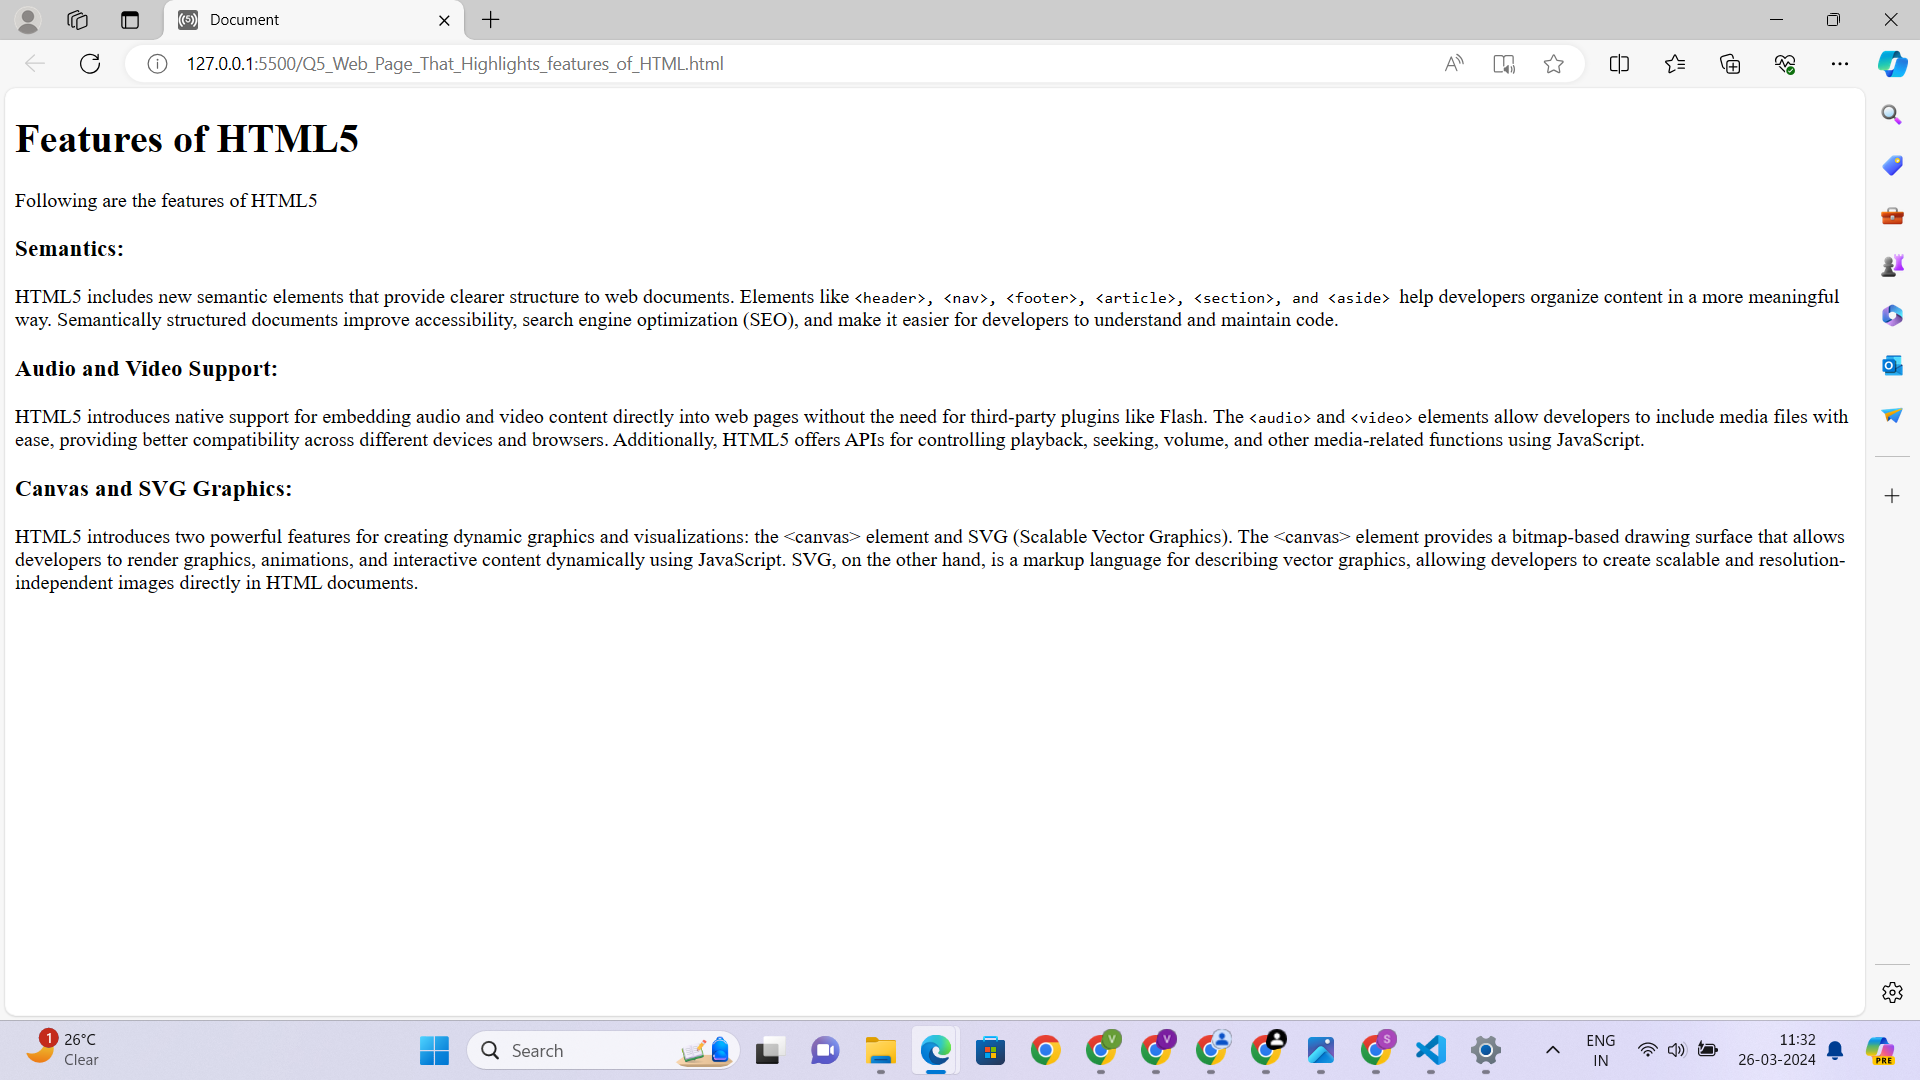 Document
127.0.0.1:5500/Q5_Web_Page_That_Highlights_features_of_HTML.html
Features of HTML5
Following are the features of HTML5
Semantics:
HTML5 includes new semantic elements that provide clearer structure to web documents. Elements like <header>, <nav>, <footer>, <article>, <section>, and <aside> help developers organize content in a more meaningful
way. Semantically structured documents improve accessibility, search engine optimization (SEO), and make it easier for developers to understand and maintain code.
Audio and Video Support:
HTML5 introduces native support for embedding audio and video content directly into web pages without the need for third-party plugins like Flash. The <audio> and <video> elements allow developers to include media files with
ease, providing better compatibility across different devices and browsers. Additionally, HTML5 offers APIs for controlling playback, seeking, volume, and other media-related functions using JavaScript.
Canvas and SVG Graphics:
HTML5 introduces two powerful features for creating dynamic graphics and visualizations: the <canvas> element and SVG (Scalable Vector Graphics). The <canvas> element provides a bitmap-based drawing surface that allows
developers to render graphics, animations, and interactive content dynamically using JavaScript. SVG, on the other hand, is a markup language for describing vector graphics, allowing developers to create scalable and resolution-
independent images directly in HTML documents.
1
26°C
Clear
Search
V
V
S
ENG
IN
11:32
26-03-2024
PRE